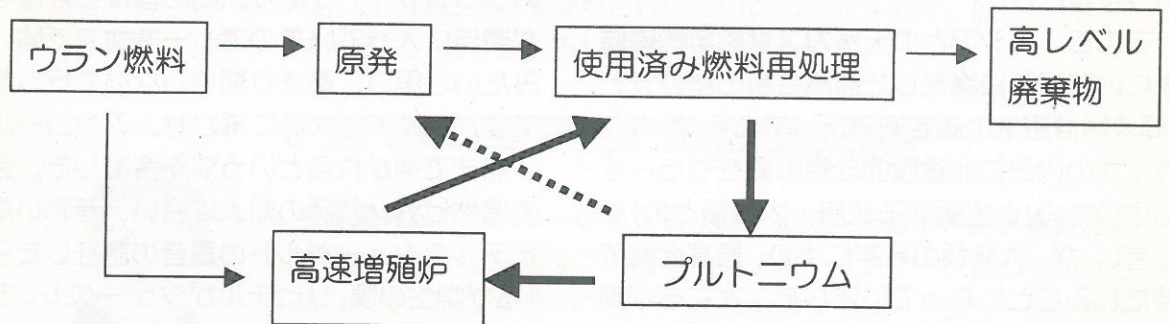 ウラン燃料
原発
使用済み燃料再処理
高レベル
廃棄物
高速増殖炉
プルトニウム